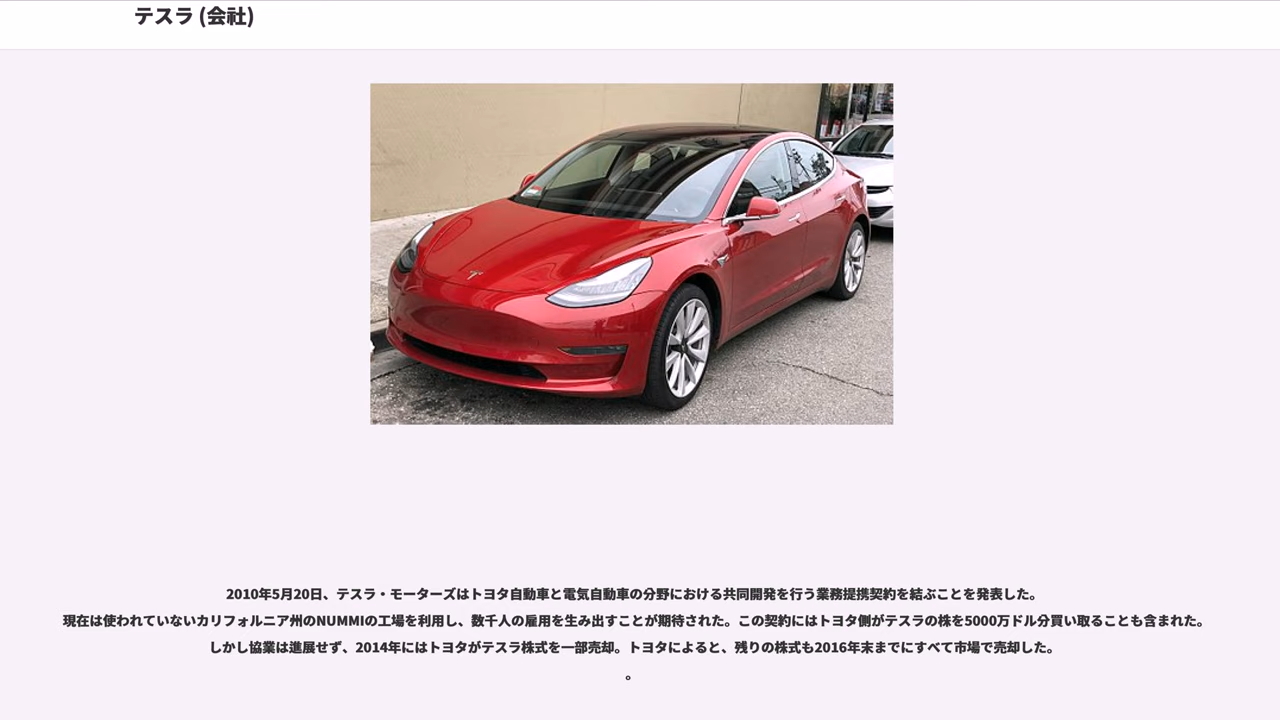 テスラ (会社)
2010年5月20日、テスラ・モーターズはトヨタ自動車と電気自動車の分野における共同開発を行う業務提携契約を結ぶことを発表した。
現在は使われていないカリフォルニア州のNUMMIの工場を利用し、数千人の雇用を生み出すことが期待された。この契約にはトヨタ側がテスラの株を5000万ドル分買い取ることも含まれた。
しかし協業は進展せず、2014年にはトヨタがテスラ株式を一部売却。トヨタによると、残りの株式も2016年末までにすべて市場で売却した。
。